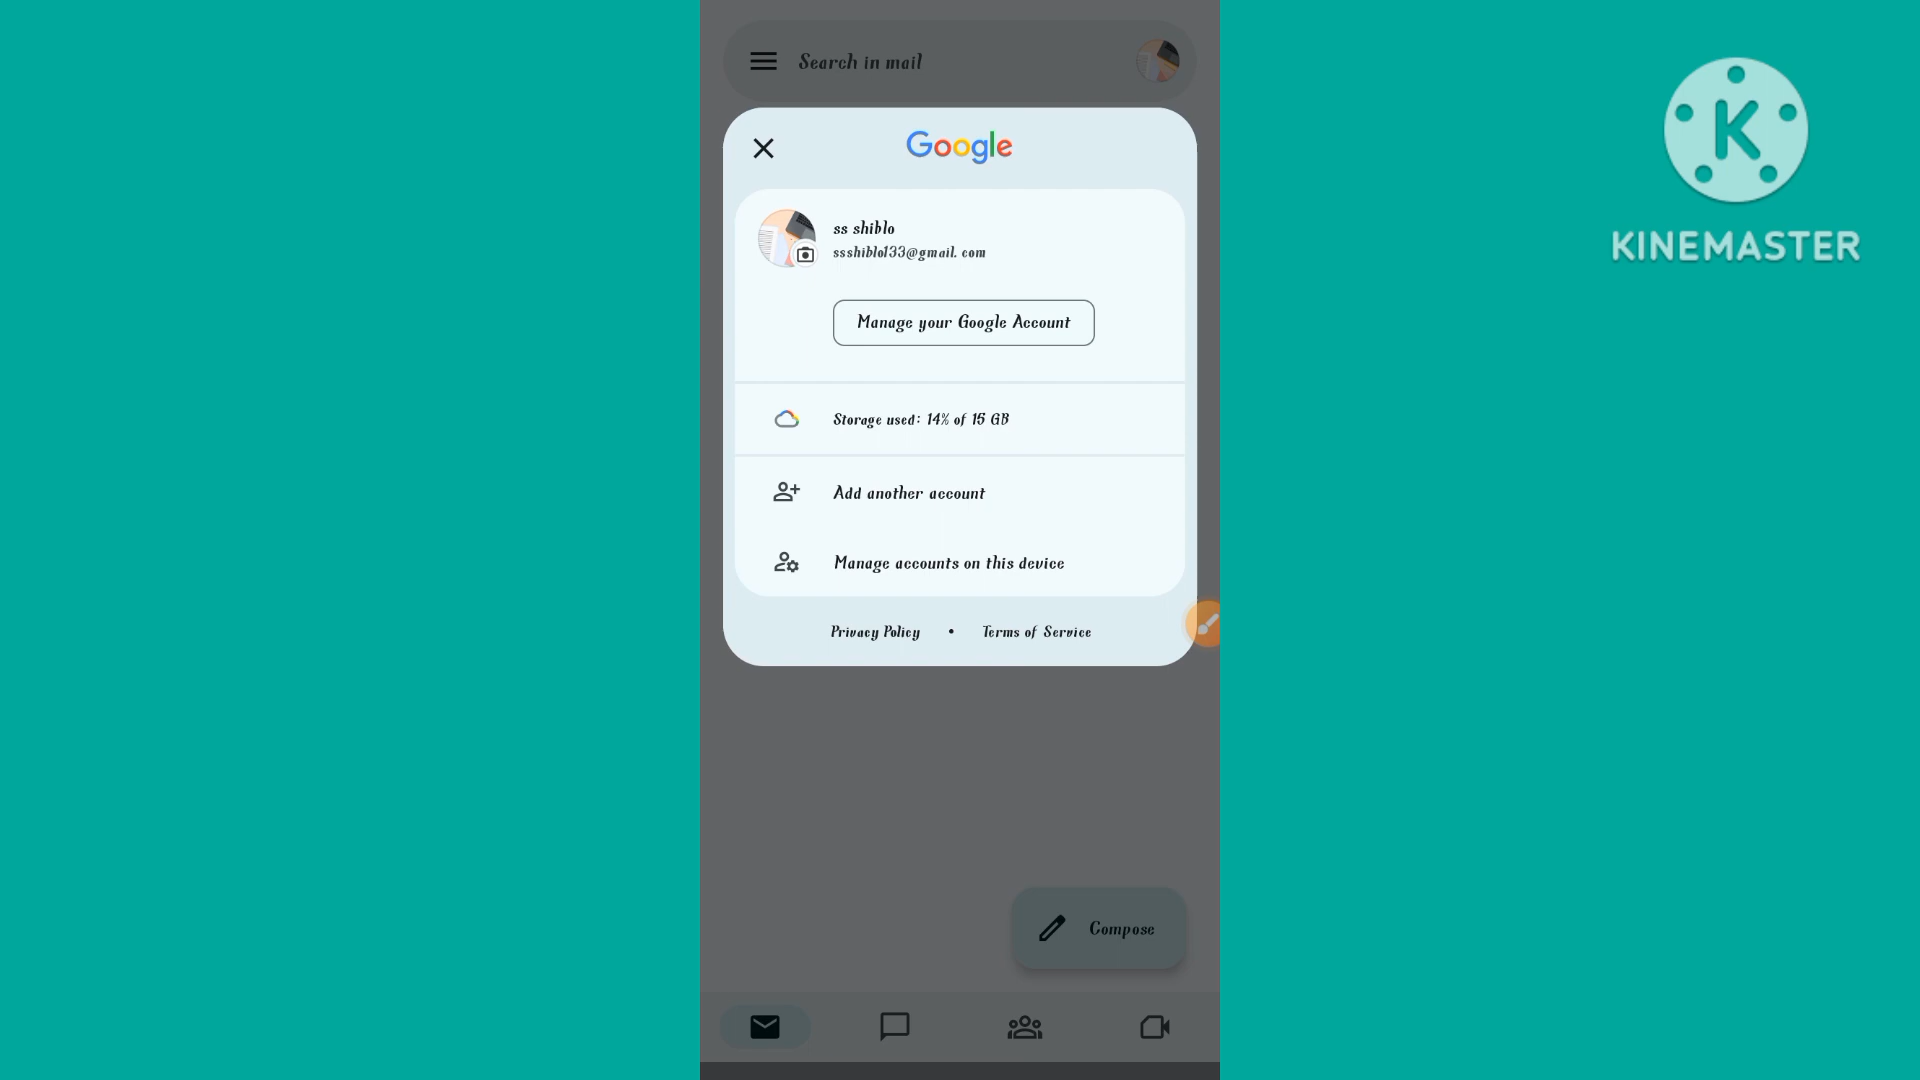 Search in mail
Google
ss shiblo
ssshiblo133@gmail. com
Manage your Google Account
Storage used: 14% of 15 GB
Add another account
Manage accounts on this device
Privacy Policy • Terms of Service
Compose
K
KINEMASTER